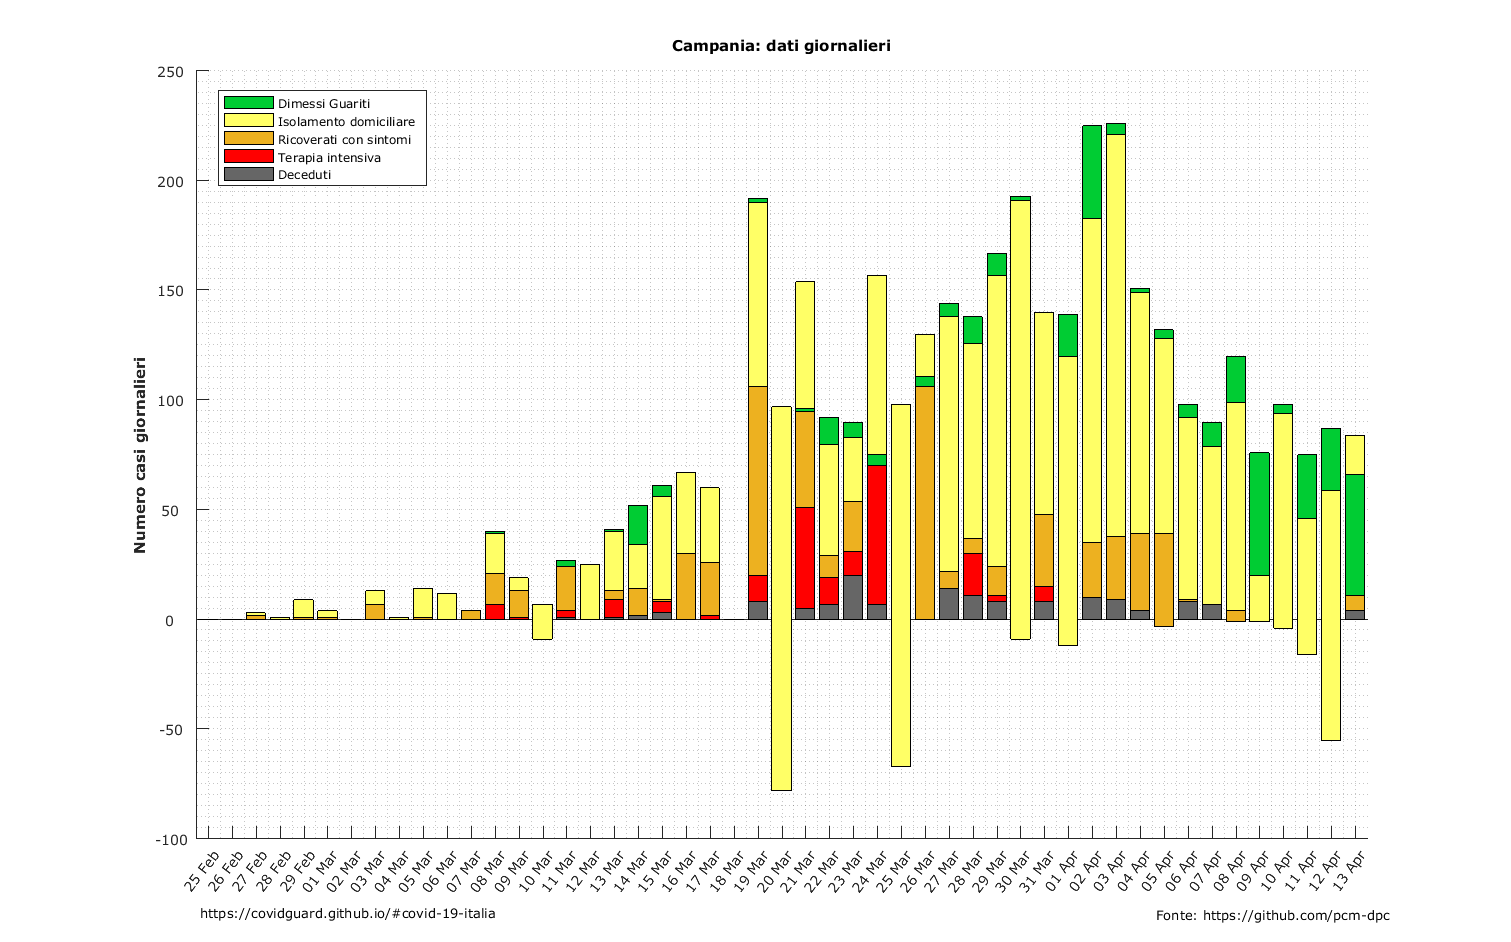 Campania: dati giornalieri
250
200
150
100
50
0
-50
-100
Numero casi giornalieri
Dimessi Guariti
Isolamento domiciliare
Ricoverati con sintomi
Terapia intensiva
Deceduti
25 Feb
26 Feb
27 Feb
28 Feb
29 Feb
01 Mar
02 Mar
03 Mar
04 Mar
05 Mar
06 Mar
07 Mar
08 Mar
09 Mar
10 Mar
11 Mar
12 Mar
13 Mar
14 Mar
15 Mar
16 Mar
17 Mar
18 Mar
19 Mar
20 Mar
21 Mar
22 Mar
23 Mar
24 Mar
25 Mar
26 Mar
27 Mar
28 Mar
29 Mar
30 Mar
31 Mar
01 Apr
02 Apr
03 Apr
04 Apr
05 Apr
06 Apr
07 Apr
08 Apr
09 Apr
10 Apr
11 Apr
12 Apr
13 Apr
https://covidguard.github.io/#covid-19-italia
Fonte: https://github.com/pcm-dpc